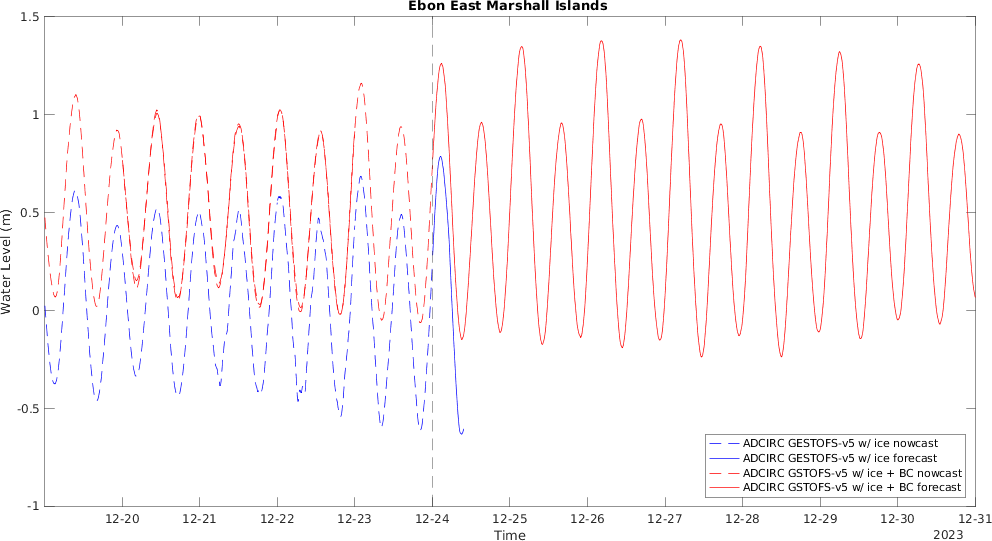 Ebon East Marshall Islands
1.5
1
0.5
0
-0.5
-1
Water Level (m)
12-20 12-21 12-22 12-23 12-24 12-25 12-26 12-27 12-28 12-29 12-30 12-31
Time
2023
ADCIRC GESTOFS-v5 w/ ice nowcast
ADCIRC GESTOFS-v5 w/ ice forecast
ADCIRC GSTOFS-v5 w/ ice + BC nowcast
ADCIRC GSTOFS-v5 w/ ice + BC forecast